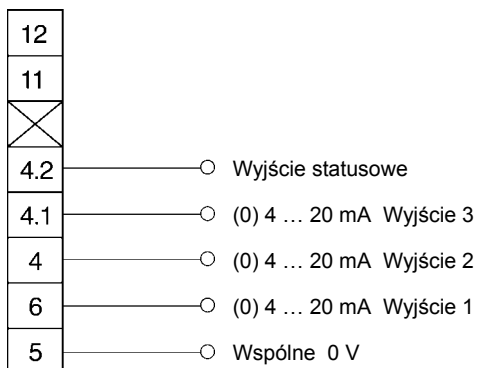 12
11
4.2 Wyjście statusowe
4.1 (0) 4 … 20 mA Wyjście 3
4 (0) 4 … 20 mA Wyjście 2
6 (0) 4 … 20 mA Wyjście 1
5 Wspólne 0 V